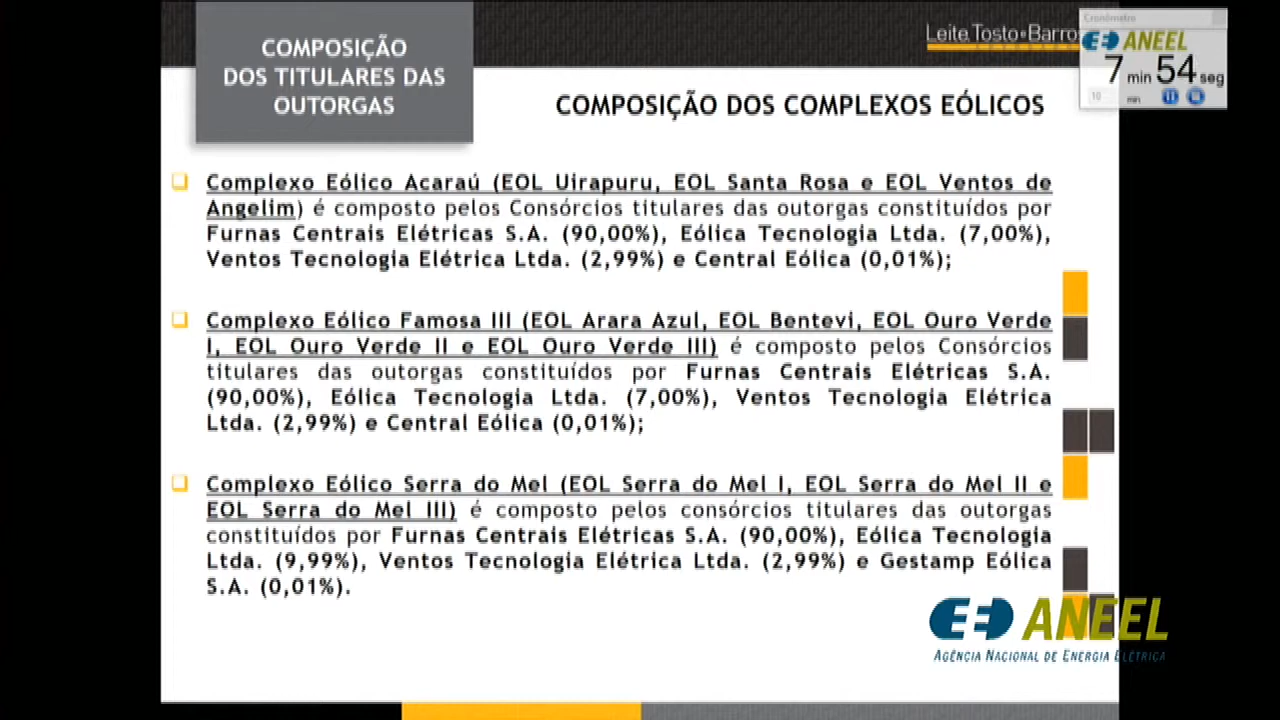 COMPOSIÇÃO
DOS TITULARES DAS
OUTORGAS
Leite,Tosto•Barros
Cronômetro
ANEEL
7 min 54 seg
10 min
COMPOSIÇÃO DOS COMPLEXOS EÓLICOS
Complexo Eólico Acaraú (EOL Uirapuru, EOL Santa Rosa e EOL Ventos de
Angelim) é composto pelos Consórcios titulares das outorgas constituídos por
Furnas Centrais Elétricas S.A. (90,00%), Eólica Tecnologia Ltda. (7,00%),
Ventos Tecnologia Elétrica Ltda. (2,99%) e Central Eólica (0,01%);
Complexo Eólico Famosa III (EOL Arara Azul, EOL Bentevi, EOL Ouro Verde
I, EOL Ouro Verde II e EOL Ouro Verde III) é composto pelos Consórcios
titulares das outorgas constituídos por Furnas Centrais Elétricas S.A.
(90,00%), Eólica Tecnologia Ltda. (7,00%), Ventos Tecnologia Elétrica
Ltda. (2,99%) e Central Eólica (0,01%);
Complexo Eólico Serra do Mel (EOL Serra do Mel I, EOL Serra do Mel II e
EOL Serra do Mel III) é composto pelos consórcios titulares das outorgas
constituídos por Furnas Centrais Elétricas S.A. (90,00%), Eólica Tecnologia
Ltda. (9,99%), Ventos Tecnologia Elétrica Ltda. (2,99%) e Gestamp Eólica
S.A. (0,01%).
ANEEL
AGÊNCIA NACIONAL DE ENERGIA ELÉTRICA